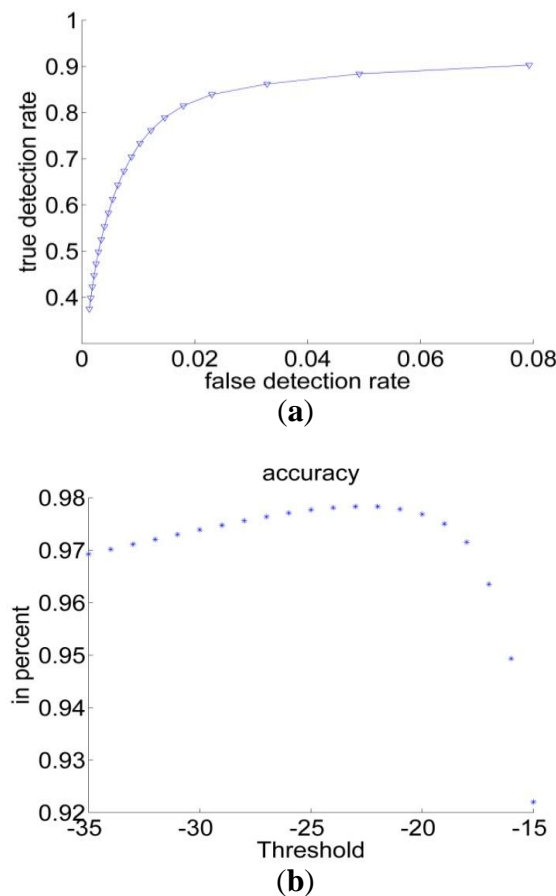 1
0.9
0.8
0.7
0.6
0.5
0.4
true detection rate
0 0.02 0.04 0.06 0.08
false detection rate
(a)
accuracy
0.98
0.97
0.96
0.95
0.94
0.93
0.92
in percent
-35 -30 -25 -20 -15
Threshold
(b)